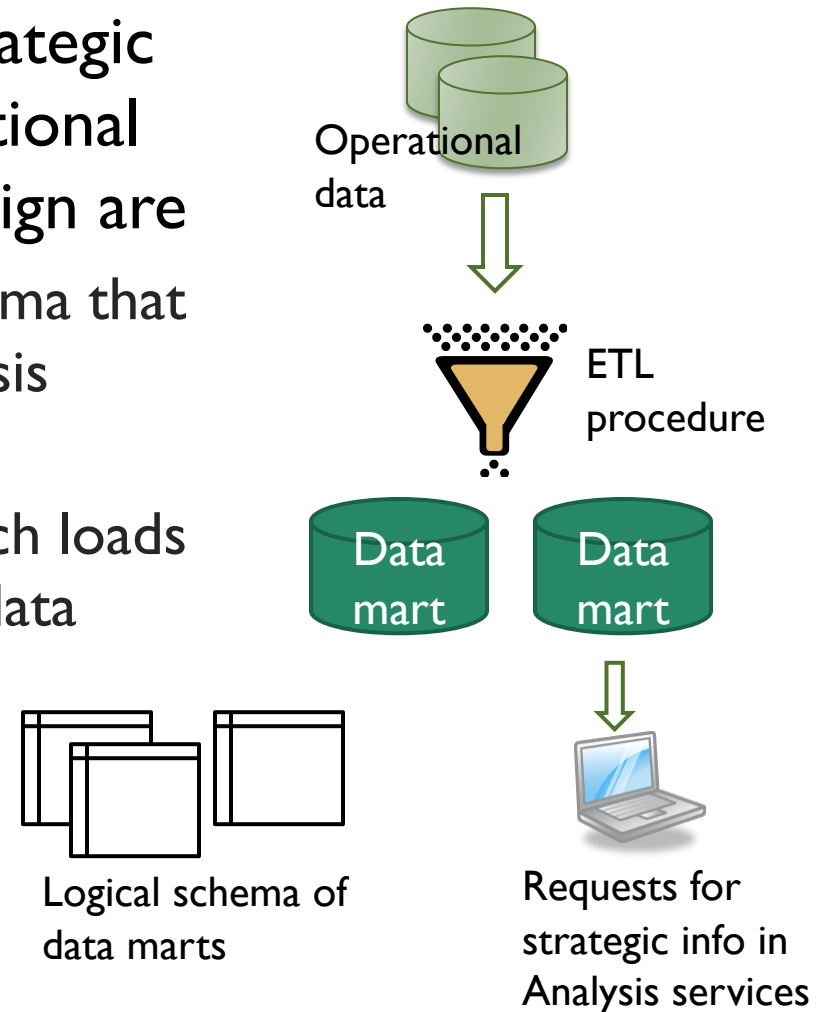 ategic
tional
ign are
ma that
sis
ch loads
data
Operational
data
ETL
procedure
Data
mart
Data
mart
Logical schema of
data marts
Requests for
strategic info in
Analysis services